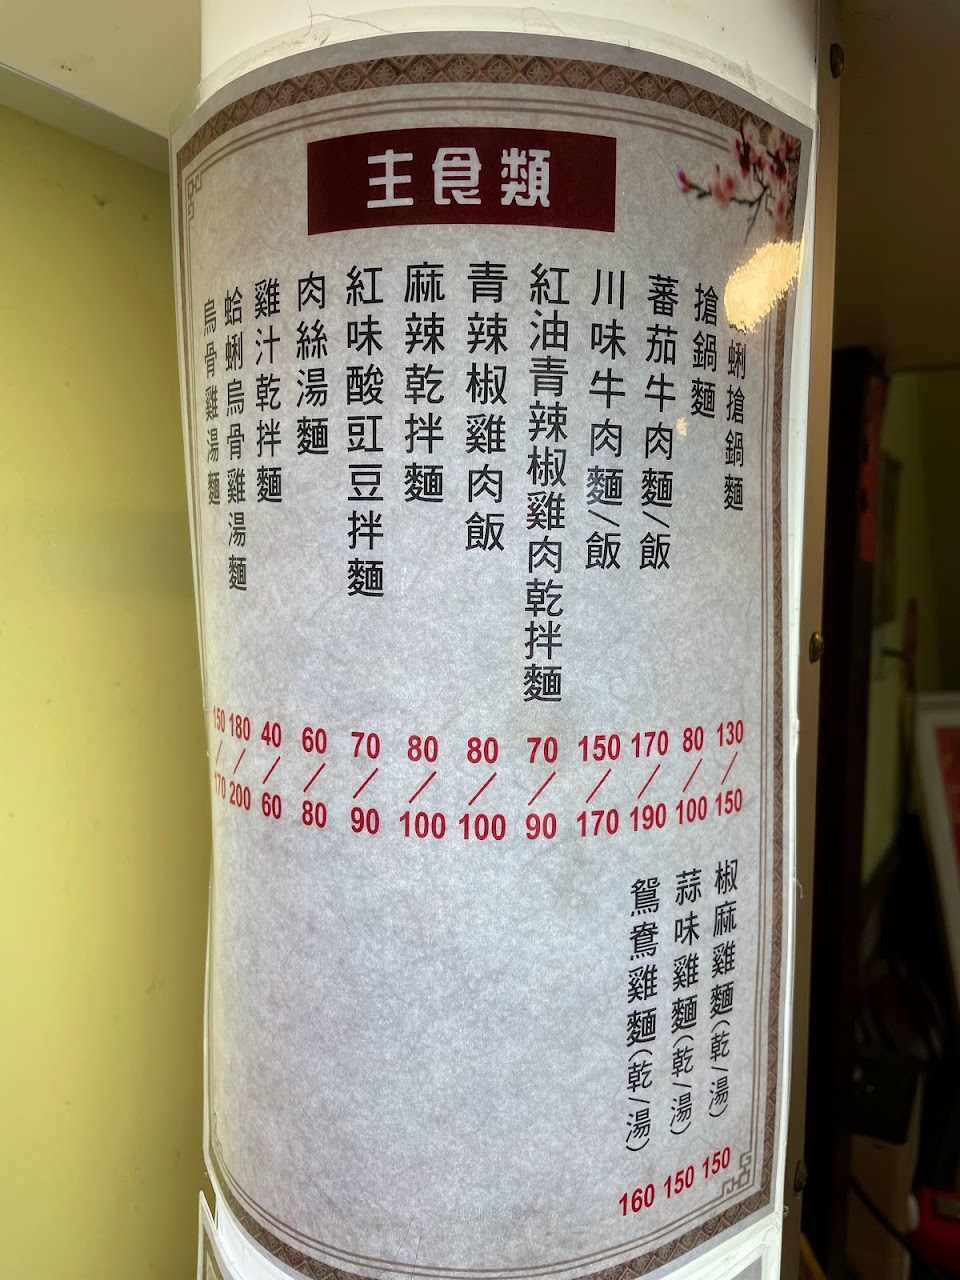 主食類
蜊搶鍋麵 130/150
搶鍋麵 80/100
蕃茄牛肉麵/飯 170/190
川味牛肉麵/飯 150/170
紅油青辣椒雞肉乾拌麵 70/90
青辣椒雞肉飯 80/100
麻辣乾拌麵 80/100
紅味酸豇豆拌麵 70/90
肉絲湯麵 60/80
雞汁乾拌麵 40/60
蛤蜊烏骨雞湯麵 180/200
烏骨雞湯麵 150/170
椒麻雞麵(乾/湯) 150
蒜味雞麵(乾/湯) 150
鴛鴦雞麵(乾/湯) 160